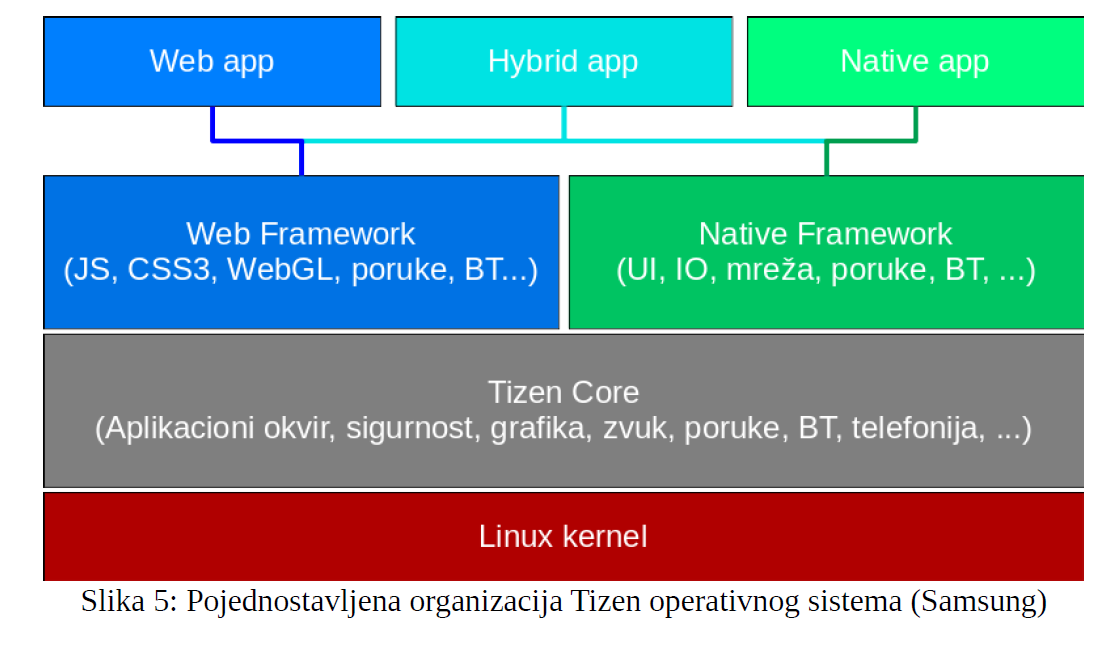 Web app
Hybrid app
Native app
Web Framework
(JS, CSS3, WebGL, poruke, BT...)
Native Framework
(UI, IO, mreža, poruke, BT, ...)
Tizen Core
(Aplikacioni okvir, sigurnost, grafika, zvuk, poruke, BT, telefonija, ...)
Linux kernel
Slika 5: Pojednostavljena organizacija Tizen operativnog sistema (Samsung)